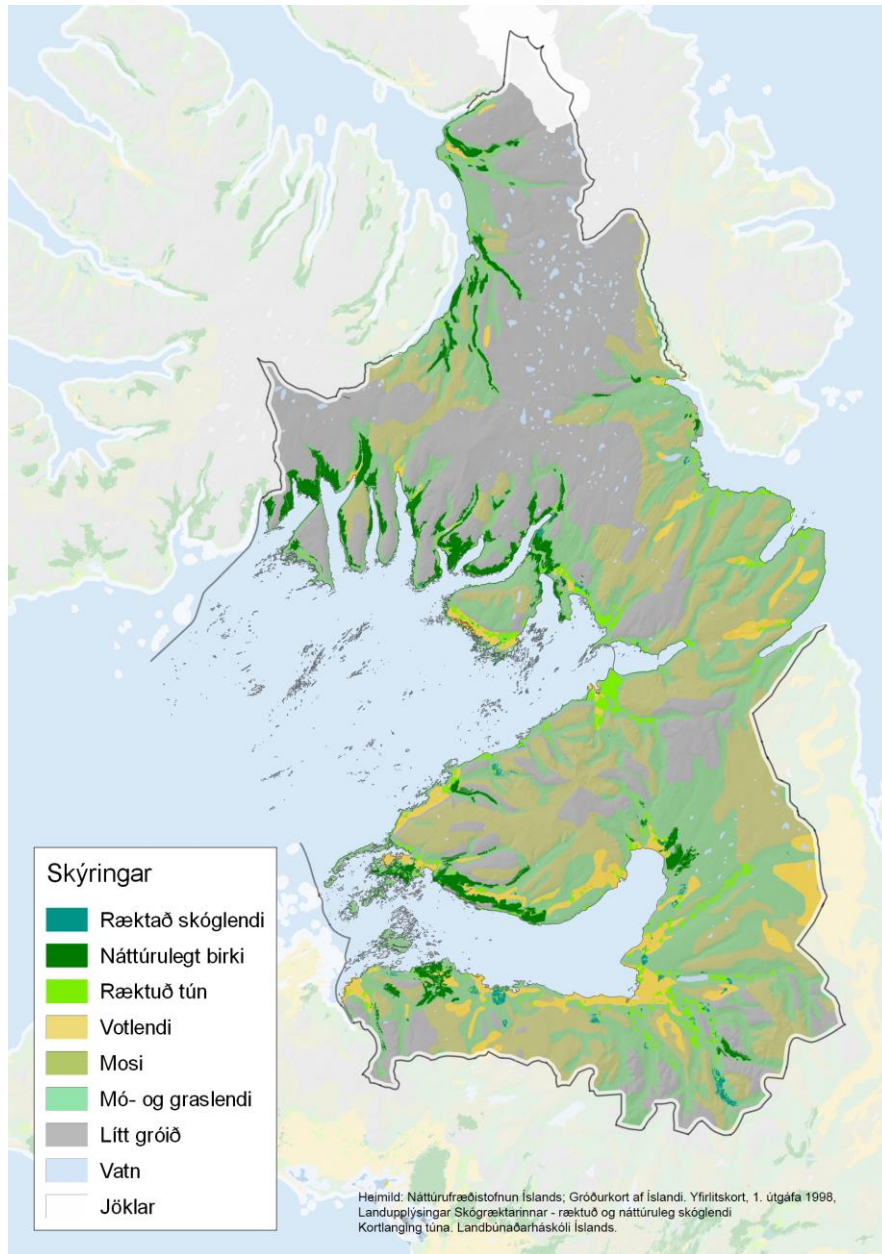 Skýringar
Ræktað skóglendi
Náttúrulegt birki
Ræktuð tún
Votlendi
Mosi
Mó- og graslendi
Lítt gróið
Vatn
Jöklar
Heimild: Náttúrufræðistofnun Íslands; Gróðurkort af Íslandi. Yfirlitskort, 1. útgáfa 1998,
Landupplýsingar Skógræktarinnar - ræktuð og náttúruleg skóglendi
Kortlanging túna. Landbúnaðarháskóli Íslands.